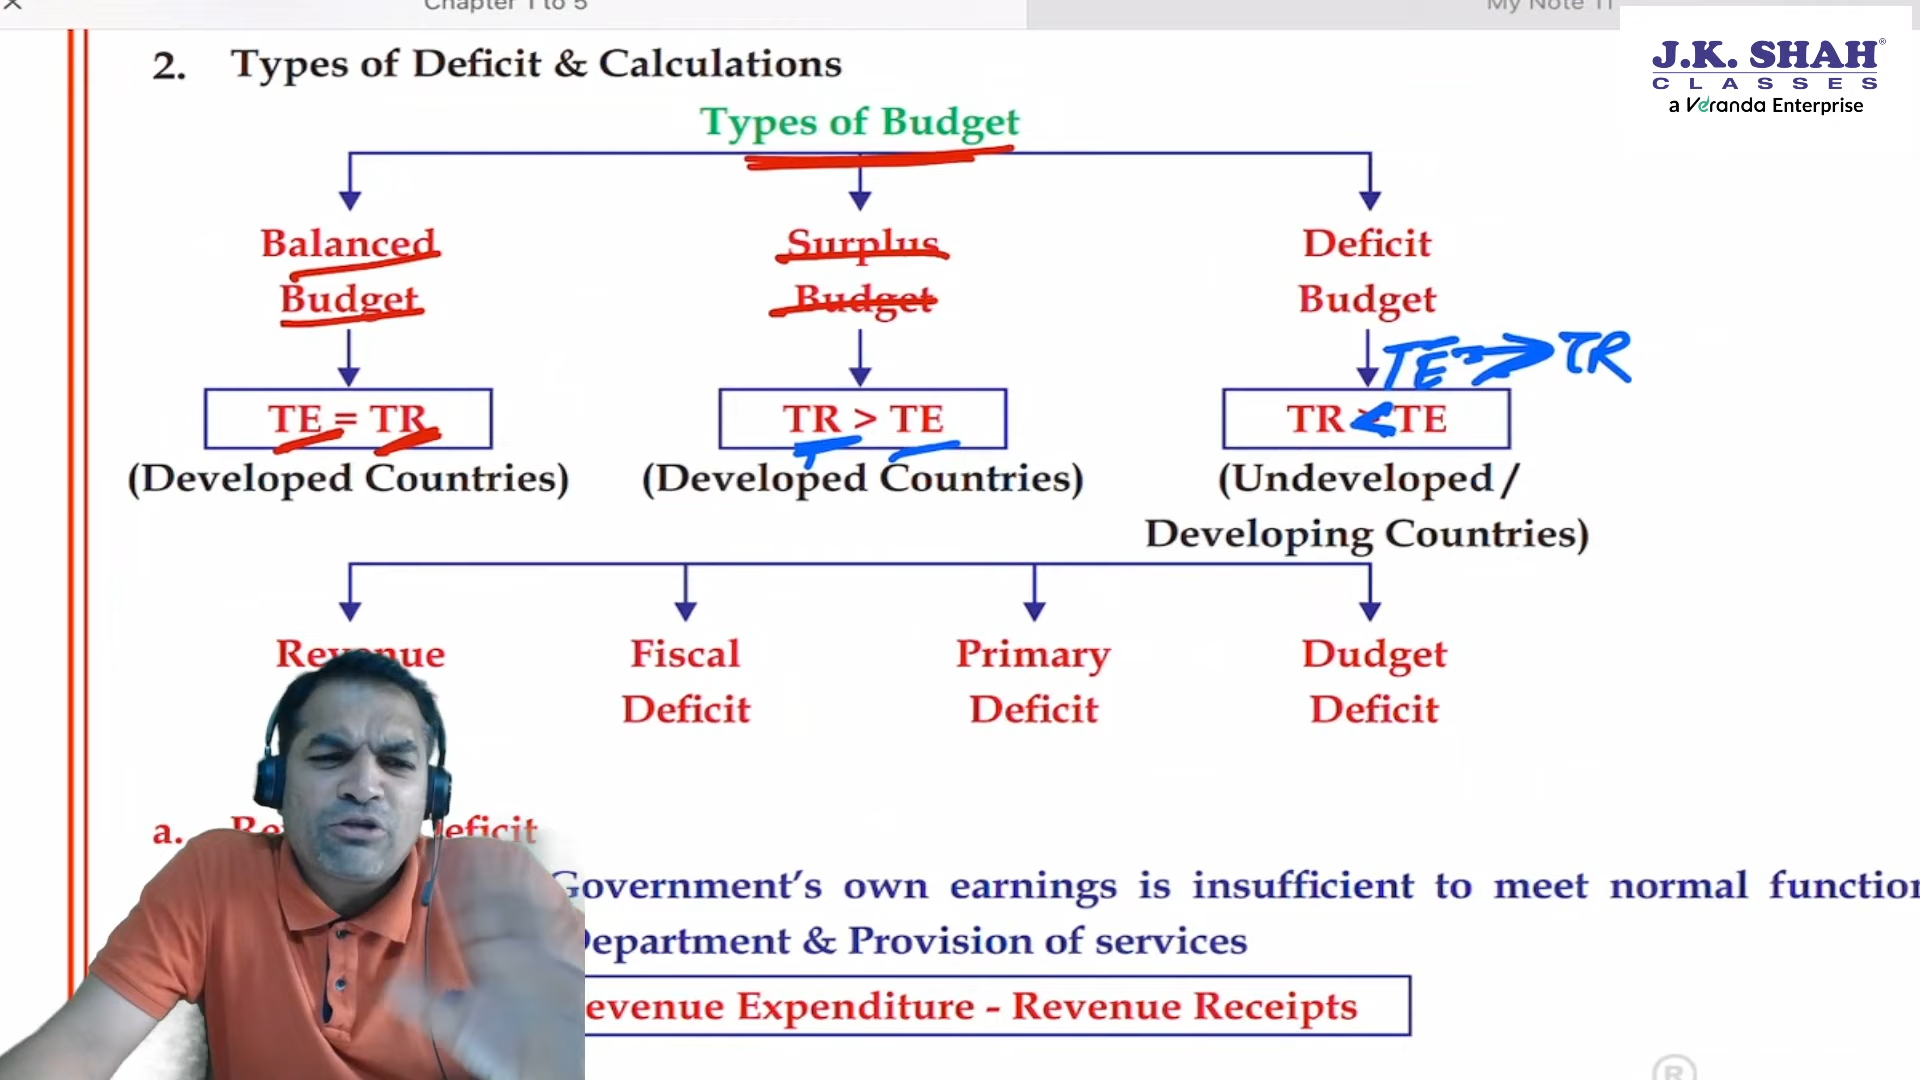 Chapter 1 to 5
My Note 11
J.K. SHAH®
CLASSES
a Veranda Enterprise
2. Types of Deficit & Calculations
Types of Budget
Balanced Budget
Surplus Budget
Deficit Budget
TE > TR
TE = TR
TR > TE
TR < TE
(Developed Countries)
(Developed Countries)
(Undeveloped / Developing Countries)
Revenue
Fiscal Deficit
Primary Deficit
Dudget Deficit
a.
Government’s own earnings is insufficient to meet normal
Department & Provision of services
Expenditure - Revenue Receipts
®